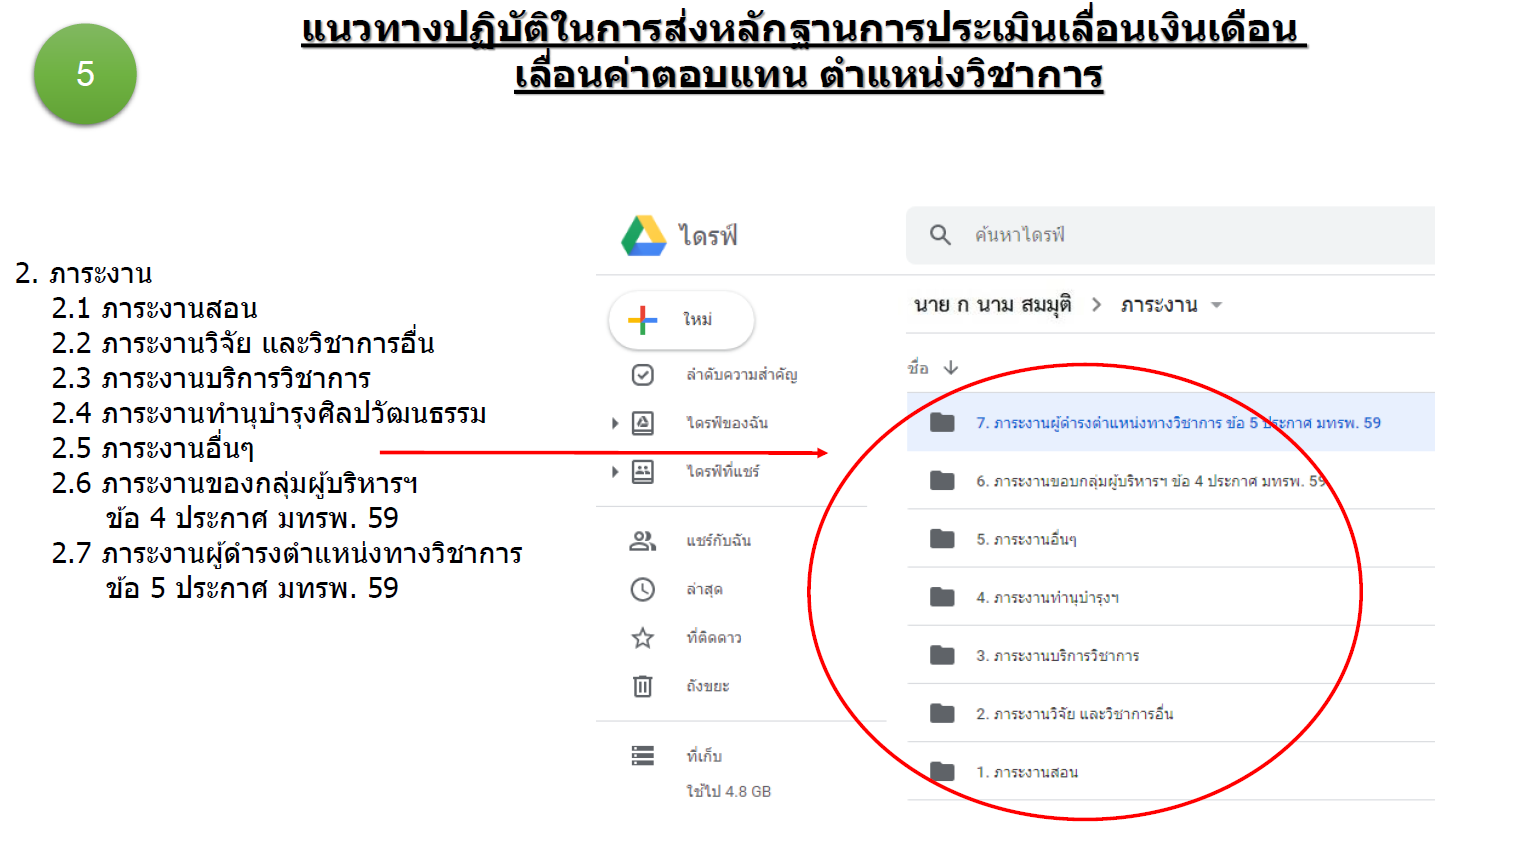 5
แนวทางปฏิบัติในการส่งหลักฐานการประเมินเลื่อนเงินเดือน
เลื่อนค่าตอบแทน ตำแหน่งวิชาการ
2. ภาระงาน
2.1 ภาระงานสอน
2.2 ภาระงานวิจัย และวิชาการอื่น
2.3 ภาระงานบริการวิชาการ
2.4 ภาระงานทำนุบำรุงศิลปวัฒนธรรม
2.5 ภาระงานอื่นๆ
2.6 ภาระงานของกลุ่มผู้บริหารฯ
ข้อ 4 ประกาศ มทรพ. 59
2.7 ภาระงานผู้ดำรงตำแหน่งทางวิชาการ
ข้อ 5 ประกาศ มทรพ. 59
ไดรฟ์
ค้นหาไดรฟ์
ใหม่
ลำดับความสำคัญ
ไดรฟ์ของฉัน
ไดรฟ์ที่แชร์
แชร์กับฉัน
ล่าสุด
ที่ติดดาว
ถังขยะ
ที่เก็บ
ใช้ไป 4.8 GB
นาย ก นาม สมมุติ > ภาระงาน
ชื่อ
7. ภาระงานผู้ดำรงตำแหน่งทางวิชาการ ข้อ 5 ประกาศ มทรพ. 59
6. ภาระงานขอบกลุ่มผู้บริหารฯ ข้อ 4 ประกาศ มทรพ. 59
5. ภาระงานอื่นๆ
4. ภาระงานทำนุบำรุงฯ
3. ภาระงานบริการวิชาการ
2. ภาระงานวิจัย และวิชาการอื่น
1. ภาระงานสอน